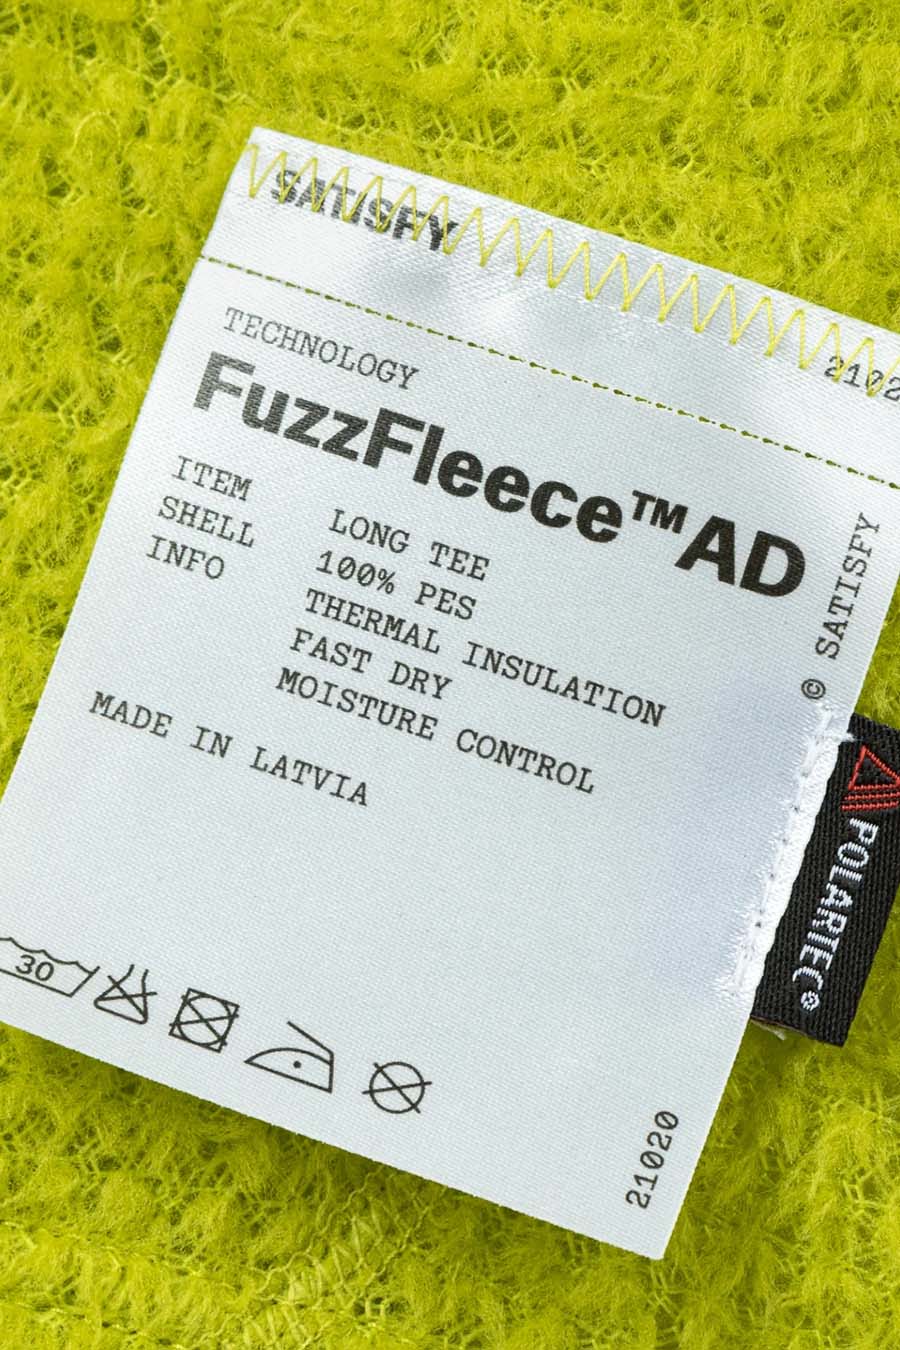 SATISFY
2102
TECHNOLOGY
FuzzFleece™AD
ITEM LONG TEE
SHELL 100% PES
INFO THERMAL INSULATION
FAST DRY
MOISTURE CONTROL
MADE IN LATVIA
© SATISFY
POLARTEC®
30
21020